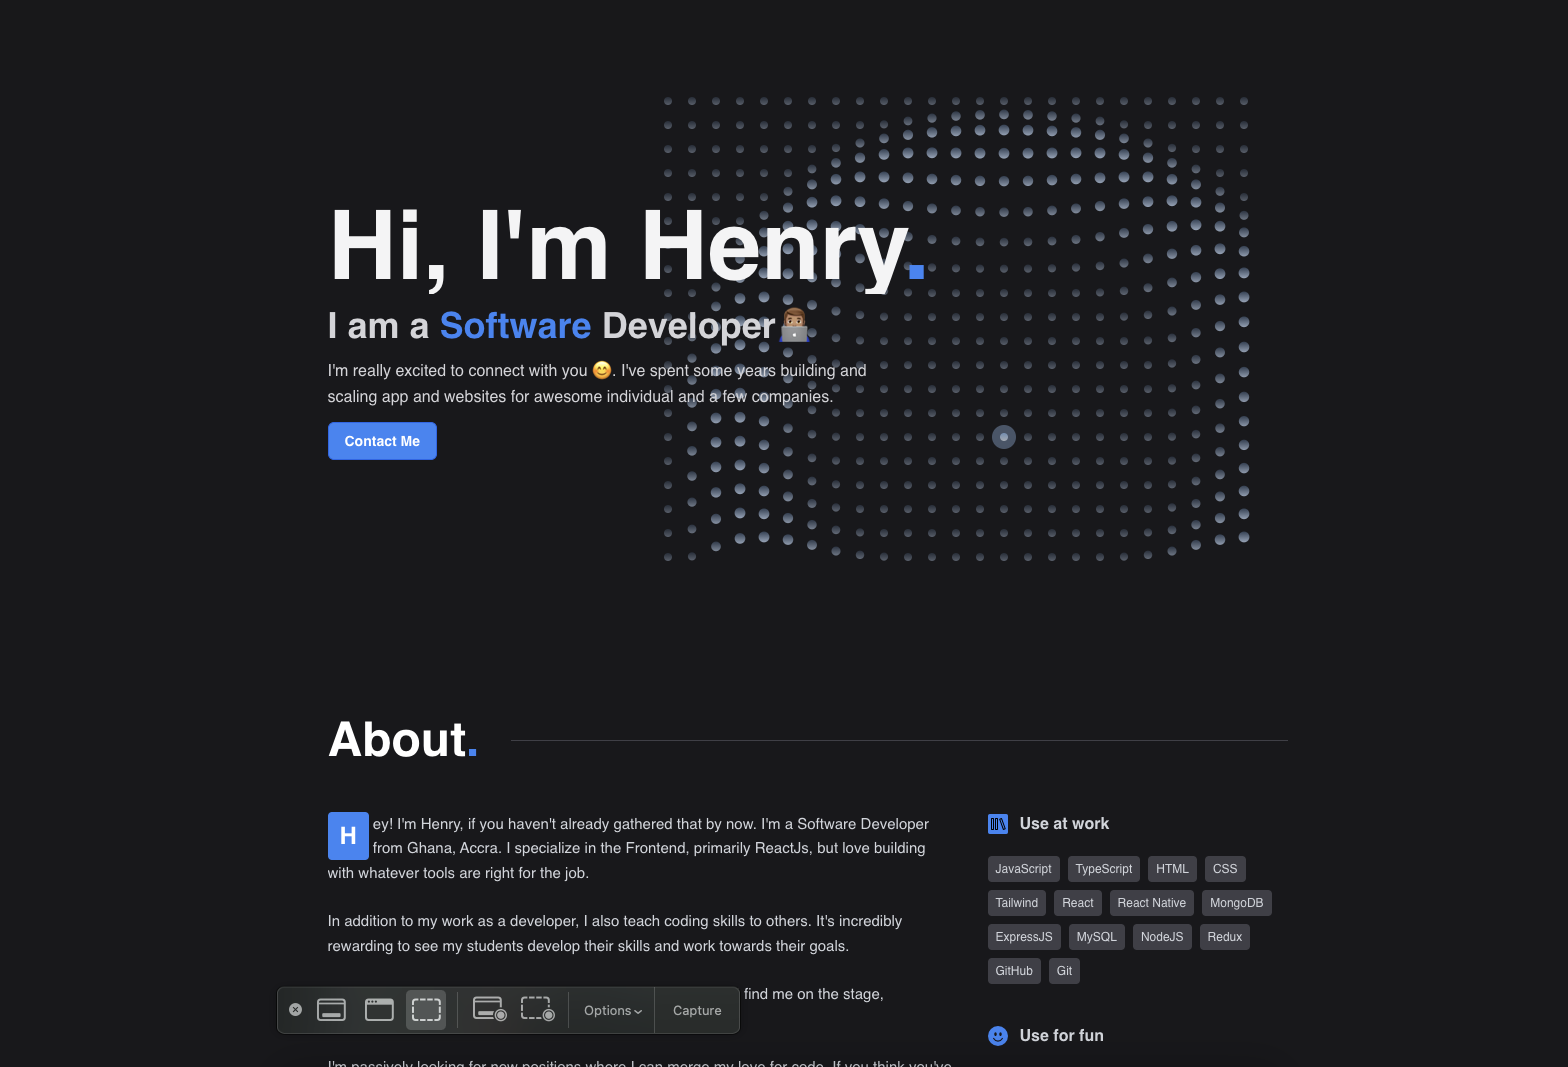 Hi, I'm Henry.
I am a Software Developer👨🏽‍💻
I'm really excited to connect with you 😊. I've spent some years building and
scaling app and websites for awesome individual and a few companies.
Contact Me
About.
Hey! I'm Henry, if you haven't already gathered that by now. I'm a Software Developer
from Ghana, Accra. I specialize in the Frontend, primarily ReactJs, but love building
with whatever tools are right for the job.
In addition to my work as a developer, I also teach coding skills to others. It's incredibly
rewarding to see my students develop their skills and work towards their goals.
find me on the stage,
I'm passively looking for new positions where I can merge my love for code. If you think you've
Use at work
JavaScript TypeScript HTML CSS
Tailwind React React Native MongoDB
ExpressJS MySQL NodeJS Redux
GitHub Git
Use for fun
Options Capture